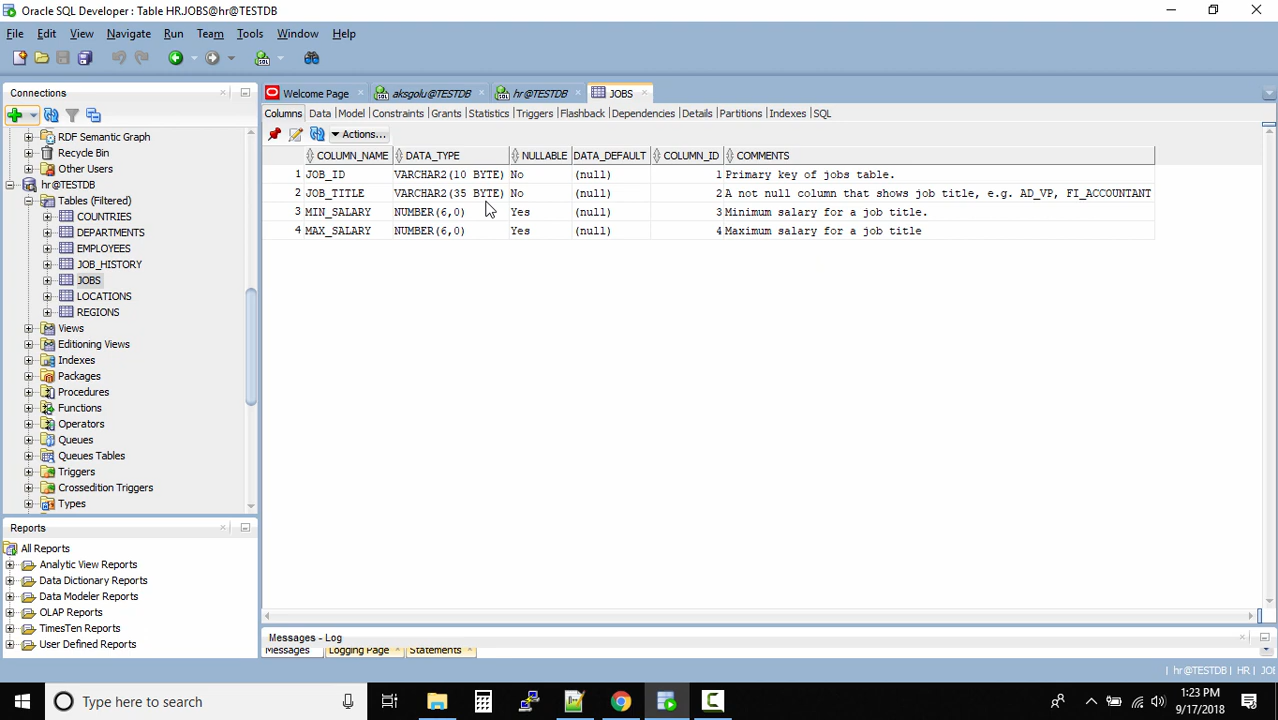 Oracle SQL Developer: Table HR.JOBS@hr@TESTDB
File Edit View Navigate Run Team Tools Window Help
Connections
RDF Semantic Graph
Recycle Bin
Other Users
hr@TESTDB
Tables (Filtered)
COUNTRIES
DEPARTMENTS
EMPLOYEES
JOB_HISTORY
JOBS
LOCATIONS
REGIONS
Views
Editioning Views
Indexes
Packages
Procedures
Functions
Operators
Queues
Queues Tables
Triggers
Crossedition Triggers
Types
Reports
All Reports
Analytic View Reports
Data Dictionary Reports
Data Modeler Reports
OLAP Reports
TimesTen Reports
User Defined Reports
Welcome Page aksgolu@TESTDB hr@TESTDB JOBS
Columns Data Model Constraints Grants Statistics Triggers Flashback Dependencies Details Partitions Indexes SQL
Actions...
COLUMN_NAME DATA_TYPE NULLABLE DATA_DEFAULT COLUMN_ID COMMENTS
1 JOB_ID VARCHAR2(10 BYTE) No (null) 1 Primary key of jobs table.
2 JOB_TITLE VARCHAR2(35 BYTE) No (null) 2 A not null column that shows job title, e.g. AD_VP, FI_ACCOUNTANT
3 MIN_SALARY NUMBER(6,0) Yes (null) 3 Minimum salary for a job title.
4 MAX_SALARY NUMBER(6,0) Yes (null) 4 Maximum salary for a job title
Messages - Log
Messages Logging Page Statements
hr@TESTDB HR
Type here to search
1:23 PM
9/17/2018